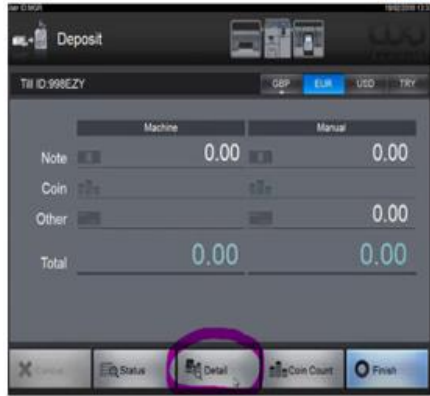 Deposit
Till ID:998EZY
GBP EUR USD TRY
Machine Manual
Note 0.00 0.00
Coin
Other 0.00
Total 0.00 0.00
Cancel Status Detail Coin Count Finish